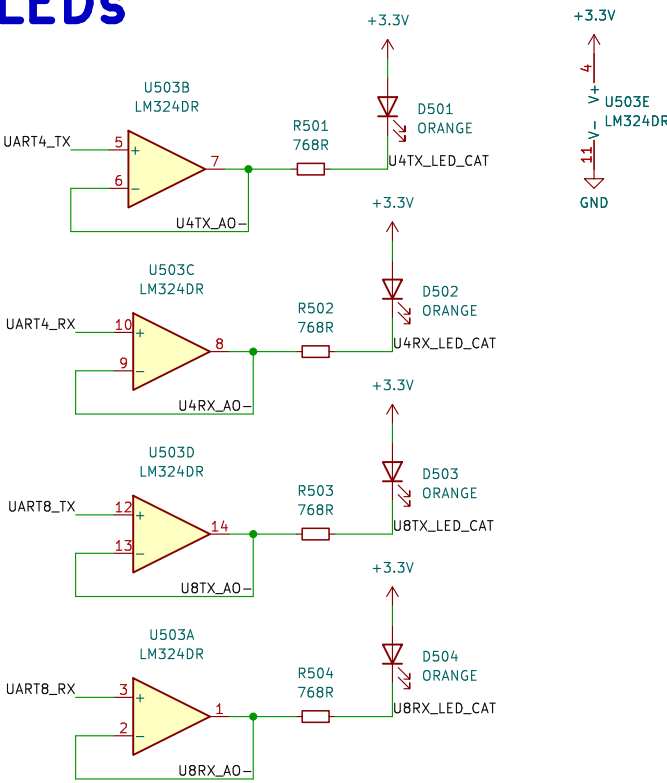 LEDs
+3.3V
+3.3V
U503B
LM324DR
4
V+
U503E
LM324DR
V-
11
GND
D501
ORANGE
R501
768R
UART4_TX
5
+
7
6
-
U4TX_LED_CAT
U4TX_AO-
+3.3V
U503C
LM324DR
D502
ORANGE
R502
768R
UART4_RX
10
+
8
9
-
U4RX_LED_CAT
U4RX_AO-
+3.3V
U503D
LM324DR
D503
ORANGE
R503
768R
UART8_TX
12
+
14
13
-
U8TX_LED_CAT
U8TX_AO-
+3.3V
U503A
LM324DR
D504
ORANGE
R504
768R
UART8_RX
3
+
1
2
-
U8RX_LED_CAT
U8RX_AO-